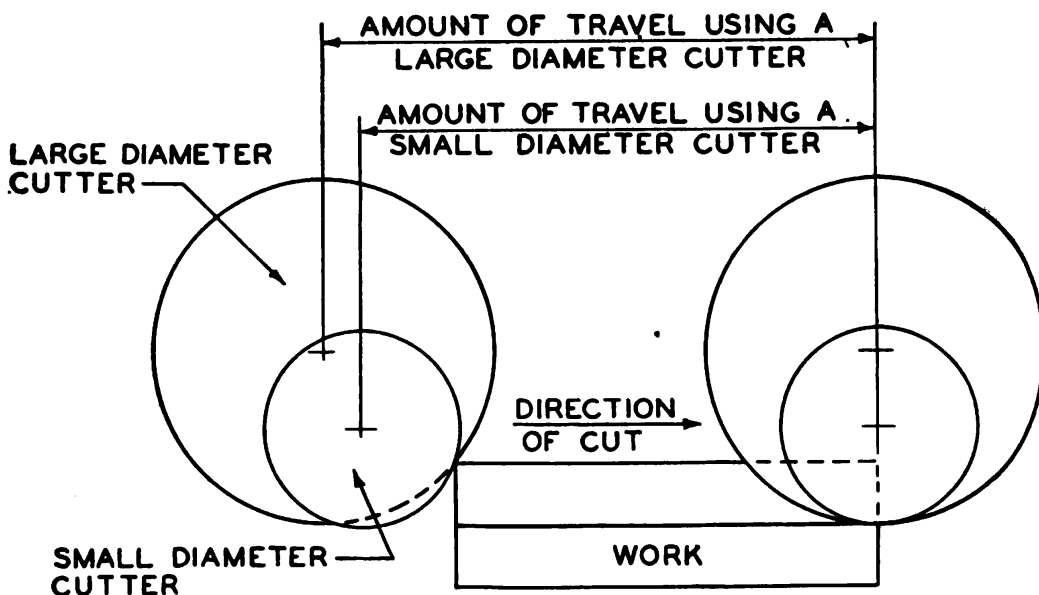 AMOUNT OF TRAVEL USING A
LARGE DIAMETER CUTTER
AMOUNT OF TRAVEL USING A
SMALL DIAMETER CUTTER
LARGE DIAMETER
CUTTER
DIRECTION
OF CUT
SMALL DIAMETER
CUTTER
WORK